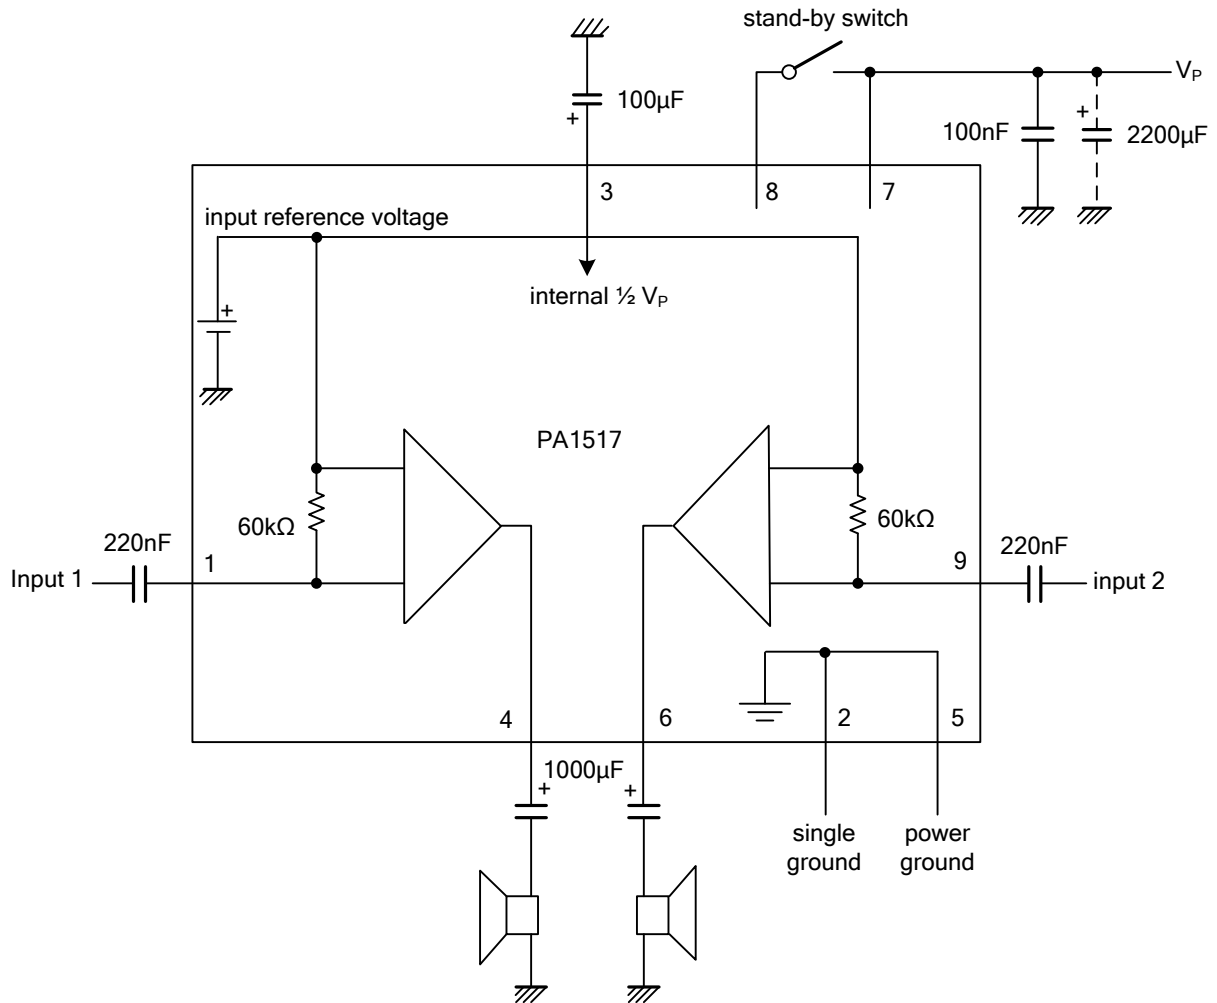 stand-by switch
V_P
100µF
+
100nF
+
2200µF
3
8
7
input reference voltage
+
internal ½ V_P
PA1517
60kΩ
60kΩ
220nF
1
Input 1
9
220nF
input 2
4
6
2
5
1000µF
+
+
single
ground
power
ground